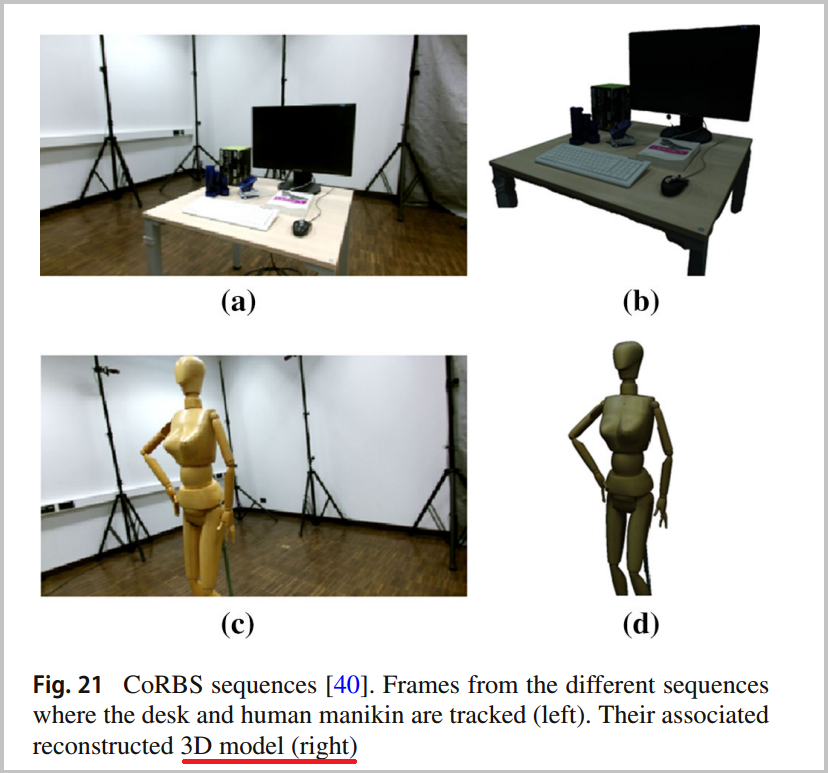 (a)
(b)
(c)
(d)
Fig. 21 CoRBS sequences [40]. Frames from the different sequences
where the desk and human manikin are tracked (left). Their associated
reconstructed 3D model (right)